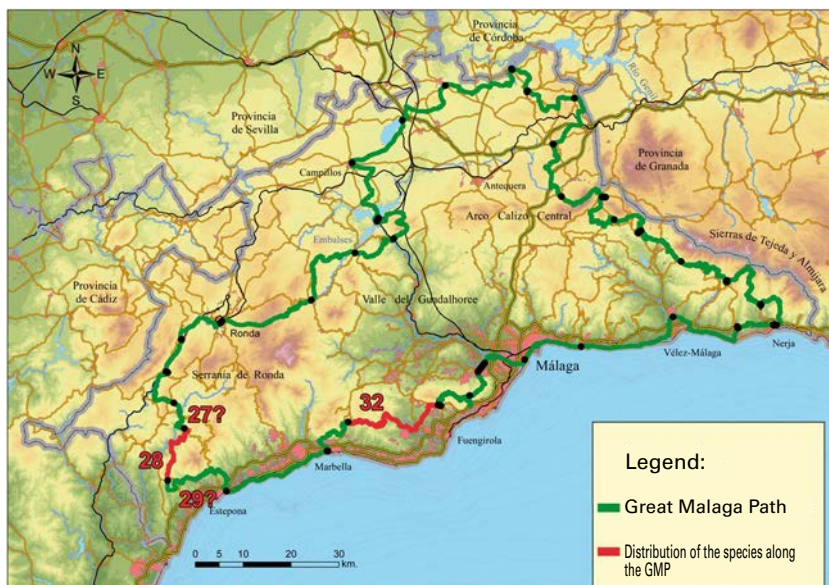 Provincia
de Córdoba
N
W E
S
Río Genil
Provincia
de Sevilla
Provincia
de Granada
Campillos
Antequera
Arco Calizo Central
Sierras de Tejeda y Almijara
Embalses
Provincia
de Cádiz
Valle del Guadalhorce
Ronda
Nerja
Vélez-Málaga
Málaga
Serranía de Ronda
32
27?
Fuengirola
28
Marbella
29?
Estepona
Legend:
Great Malaga Path
Distribution of the species along
the GMP
0 5 10 20 30
km.